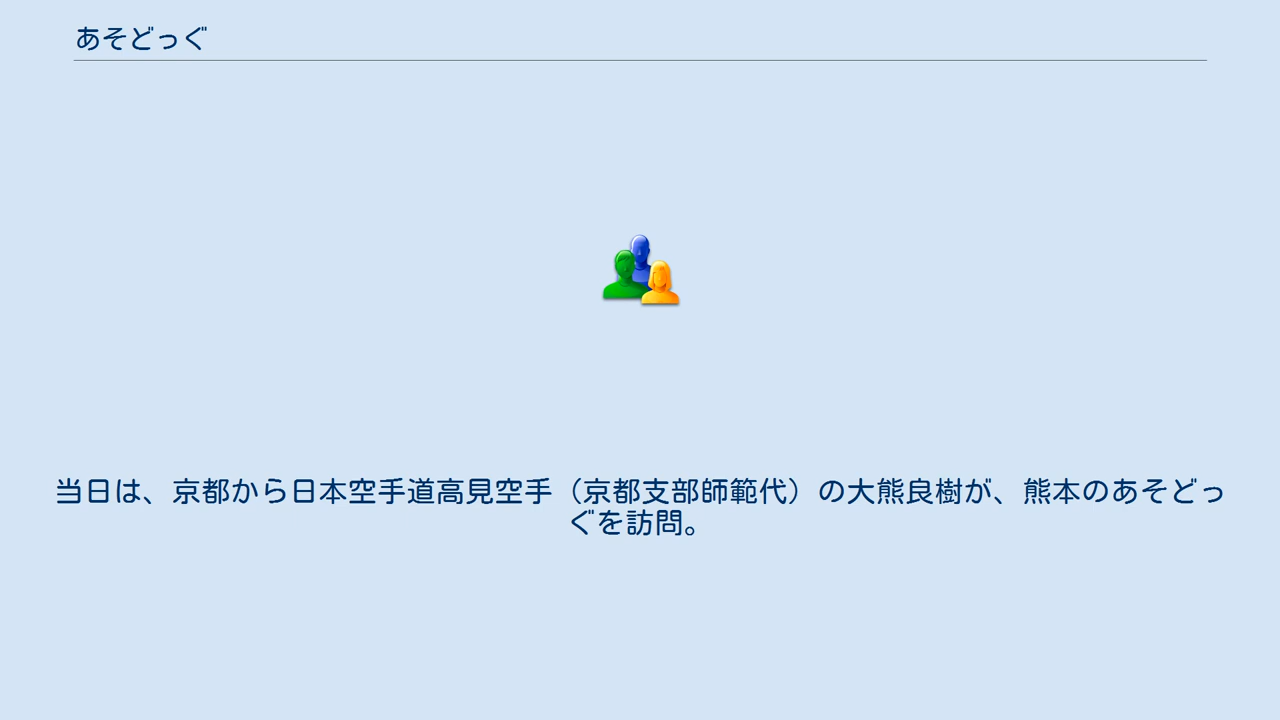 あそどっぐ
当日は、京都から日本空手道高見空手（京都支部師範代）の大熊良樹が、熊本のあそどっ
ぐを訪問。